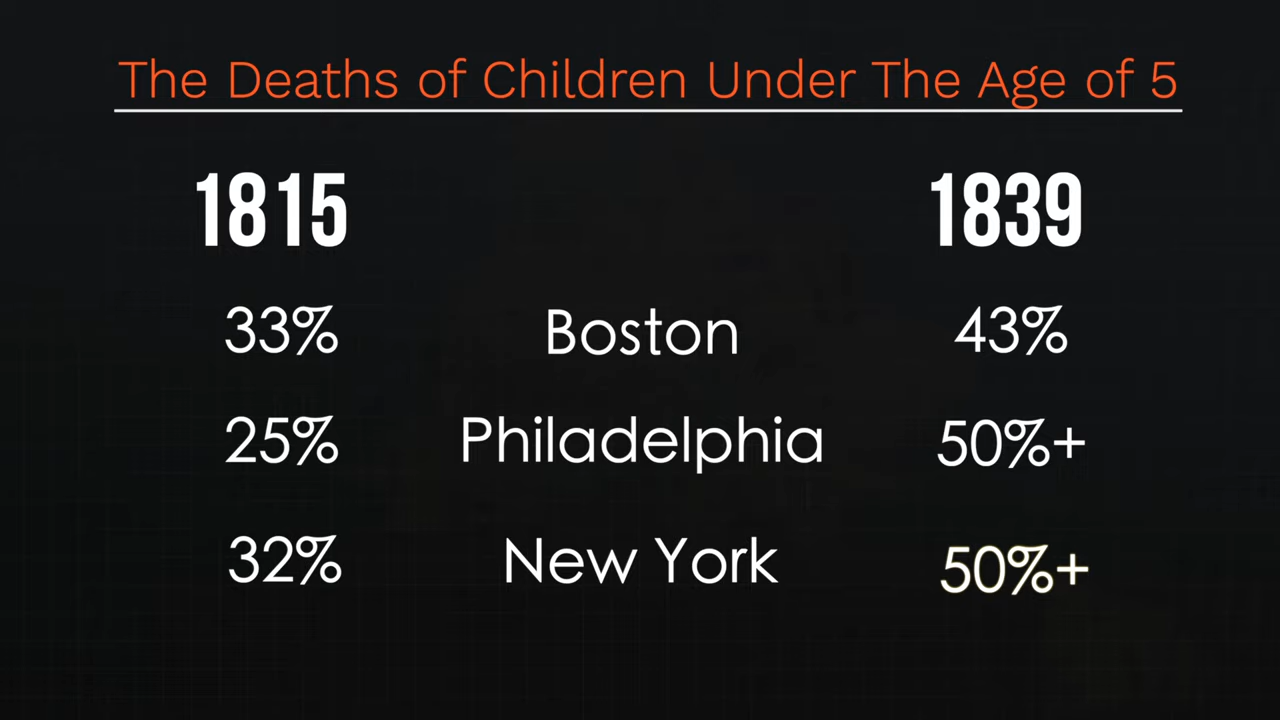 The Deaths of Children Under The Age of 5
1815 1839
33% Boston 43%
25% Philadelphia 50%+
32% New York 50%+